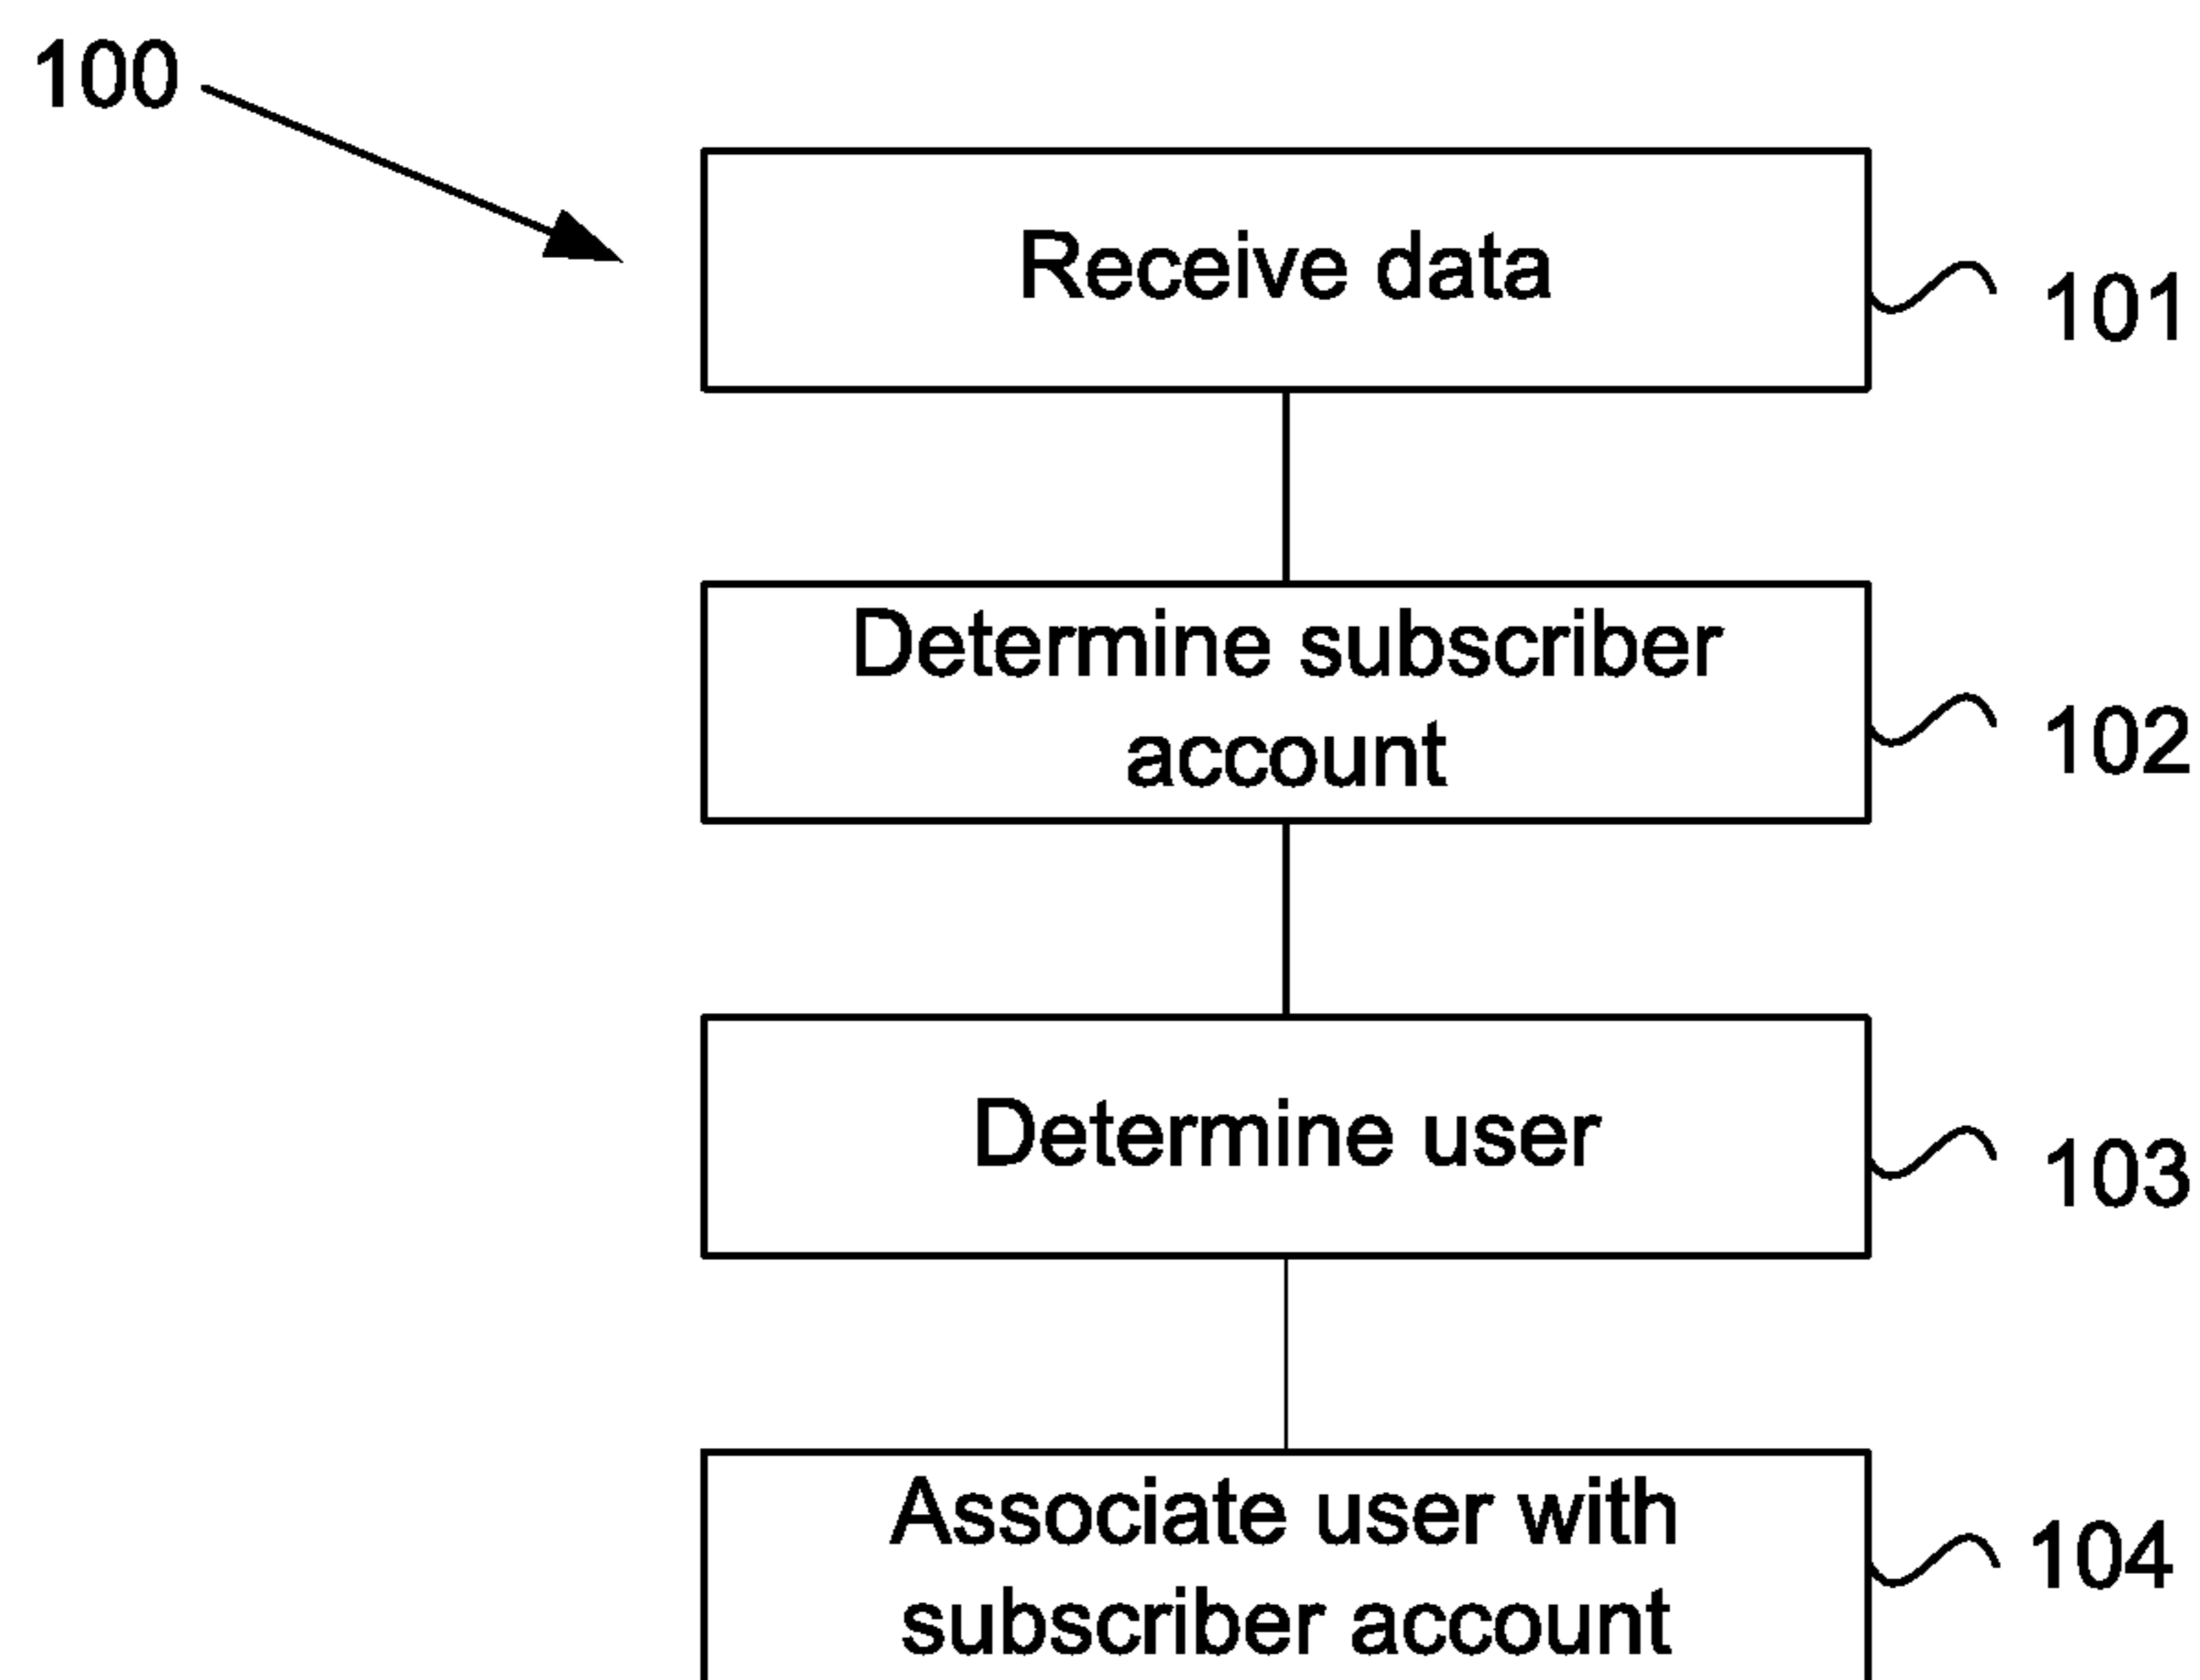 100
Receive data
101
Determine subscriber
account
102
Determine user
103
Associate user with
subscriber account
104